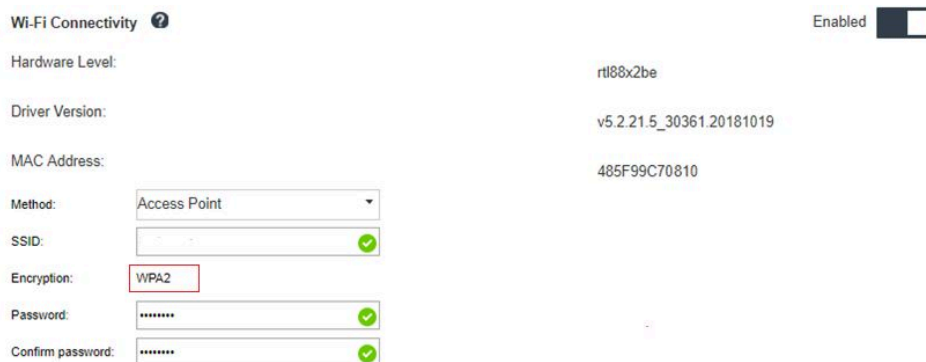 Wi-Fi Connectivity ? Enabled
Hardware Level: rtl88x2be
Driver Version: v5.2.21.5_30361.20181019
MAC Address: 485F99C70810
Method: Access Point
SSID:
Encryption: WPA2
Password: ••••••••
Confirm password: ••••••••